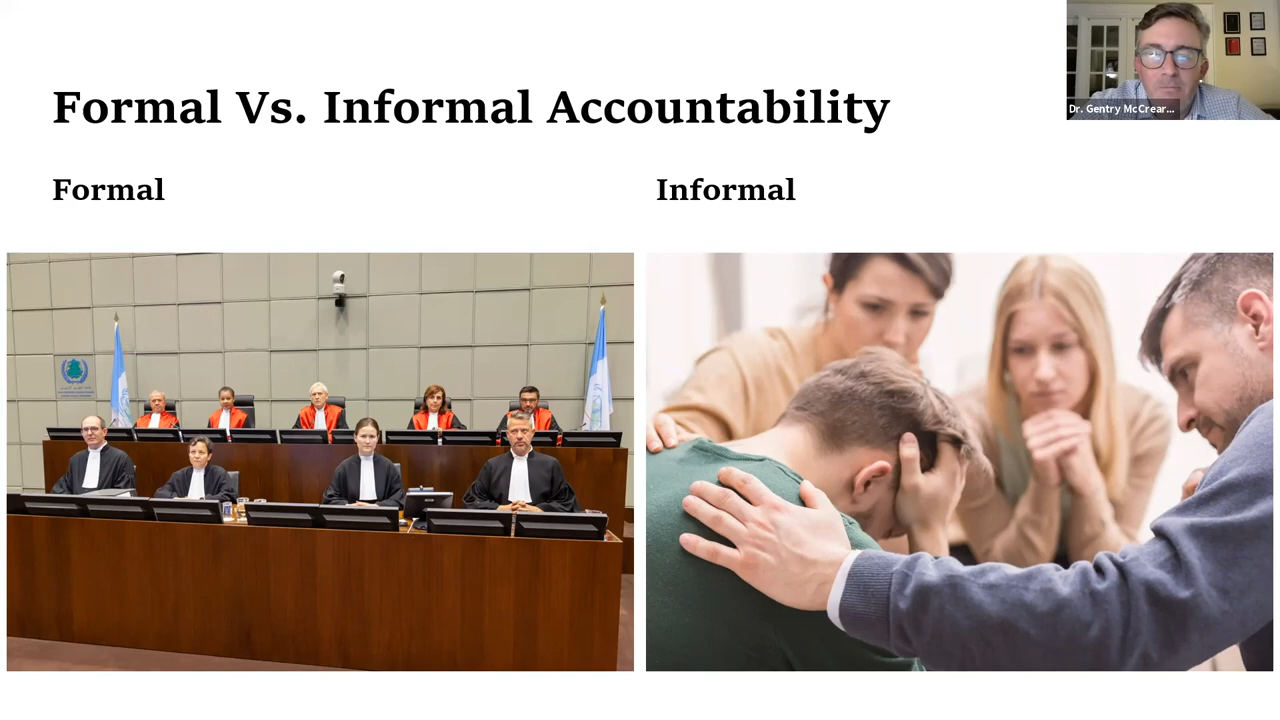 Formal Vs. Informal Accountability
Dr. Gentry McCrear...
Formal
Informal